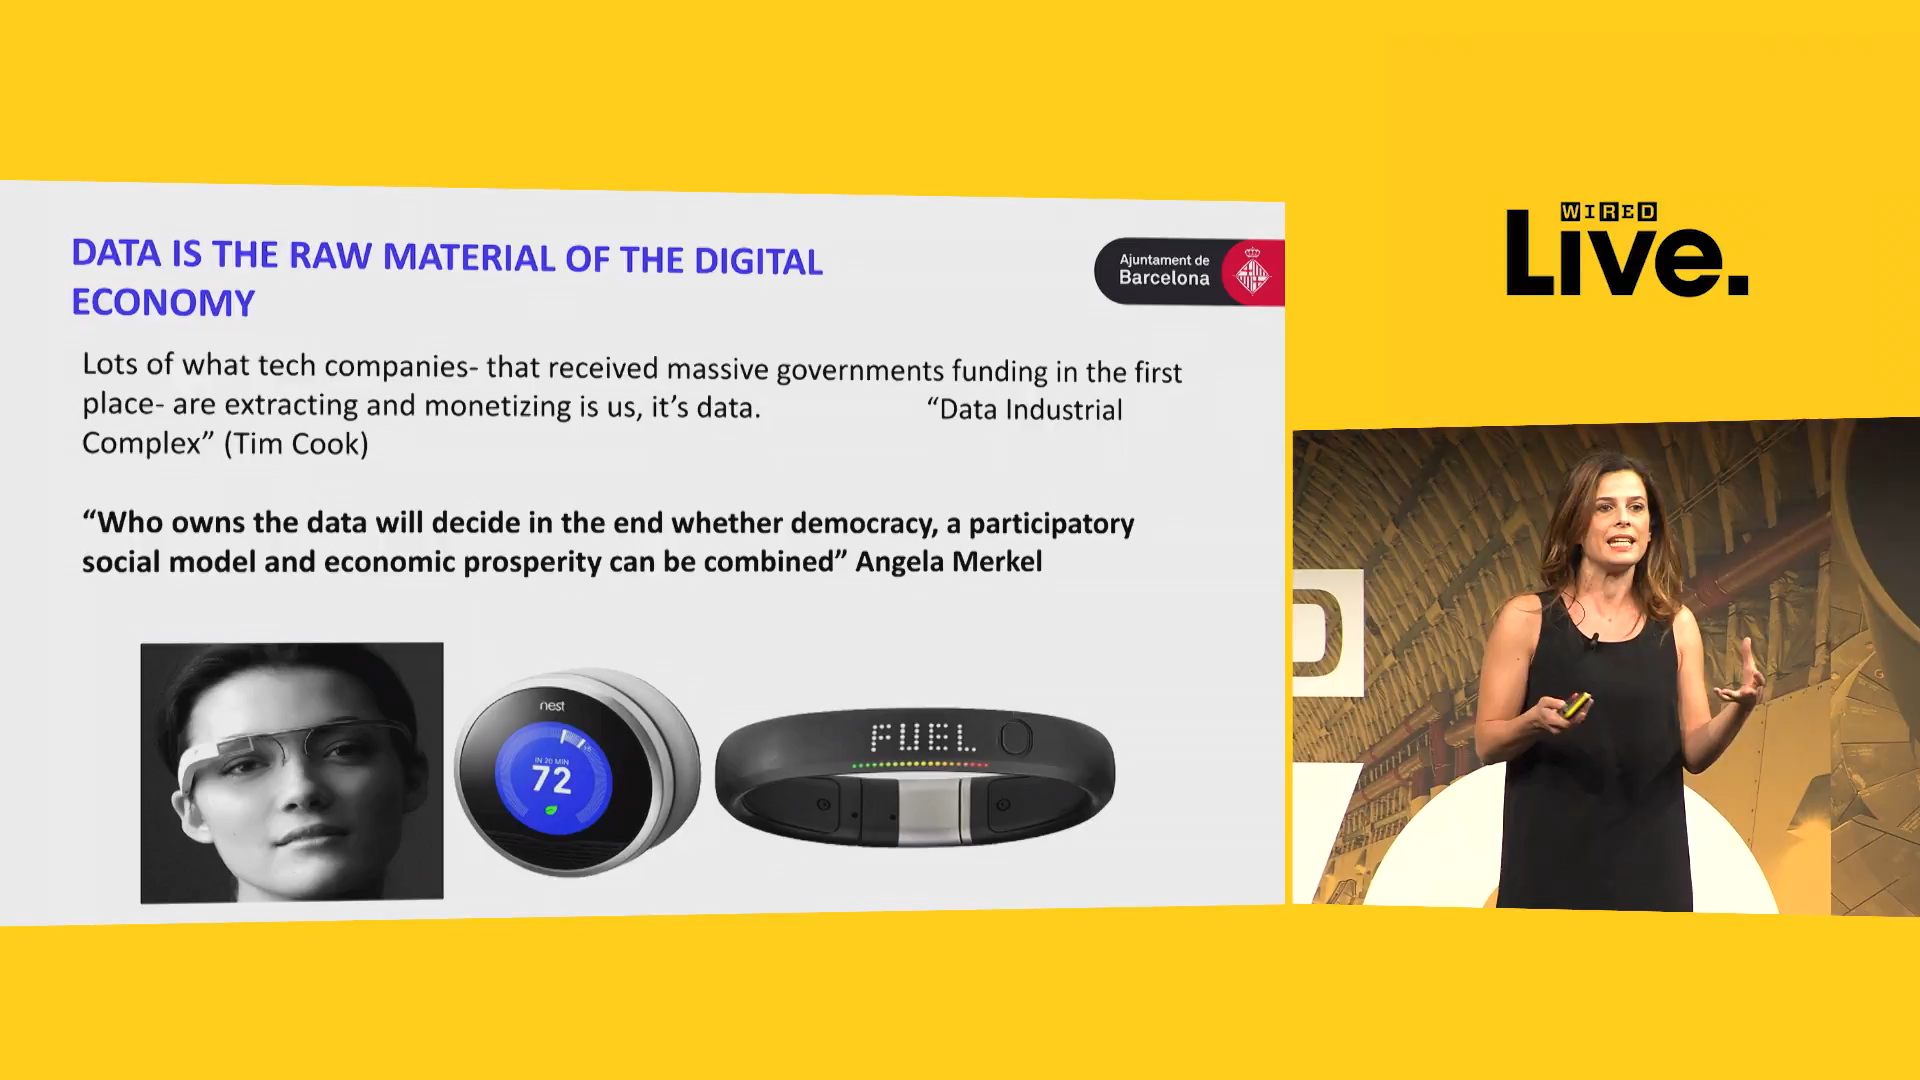 DATA IS THE RAW MATERIAL OF THE DIGITAL
ECONOMY
Ajuntament de
Barcelona
Lots of what tech companies- that received massive governments funding in the first
place- are extracting and monetizing is us, it's data. “Data Industrial
Complex” (Tim Cook)
“Who owns the data will decide in the end whether democracy, a participatory
social model and economic prosperity can be combined” Angela Merkel
nest
IN 20 MIN
72
FUEL
WIRED
Live.
D